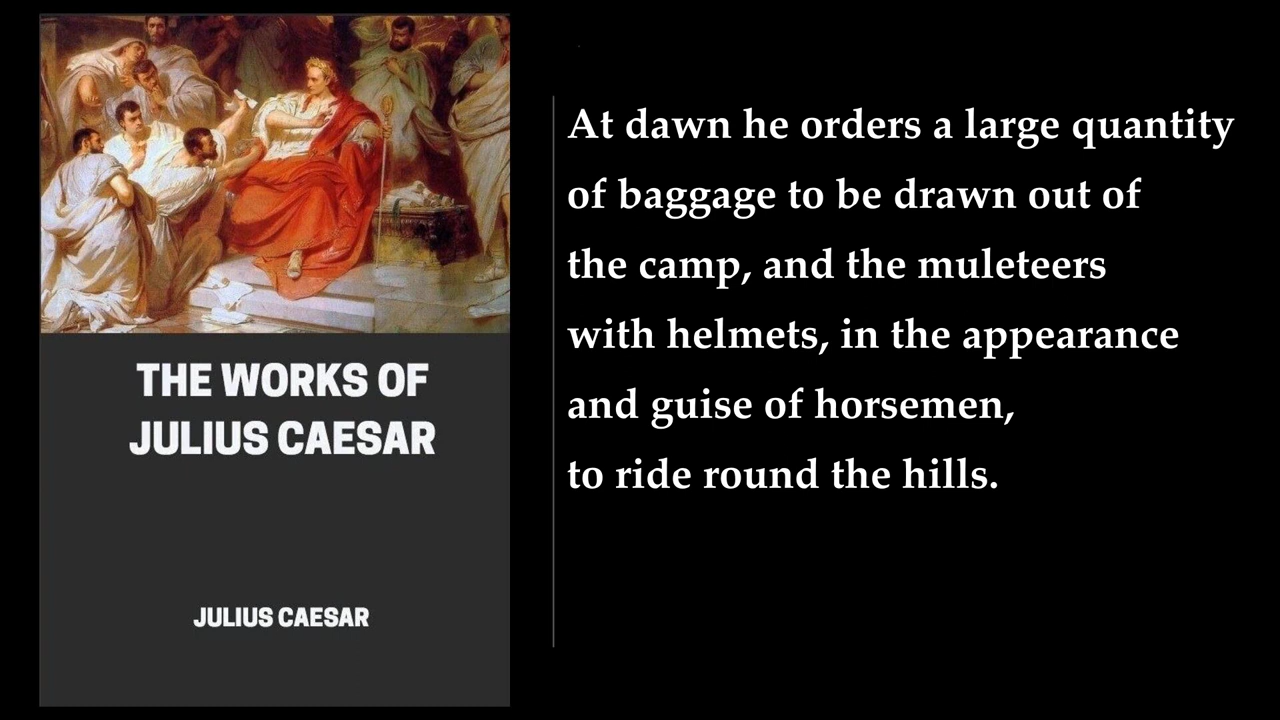 THE WORKS OF
JULIUS CAESAR
JULIUS CAESAR
At dawn he orders a large quantity
of baggage to be drawn out of
the camp, and the muleteers
with helmets, in the appearance
and guise of horsemen,
to ride round the hills.